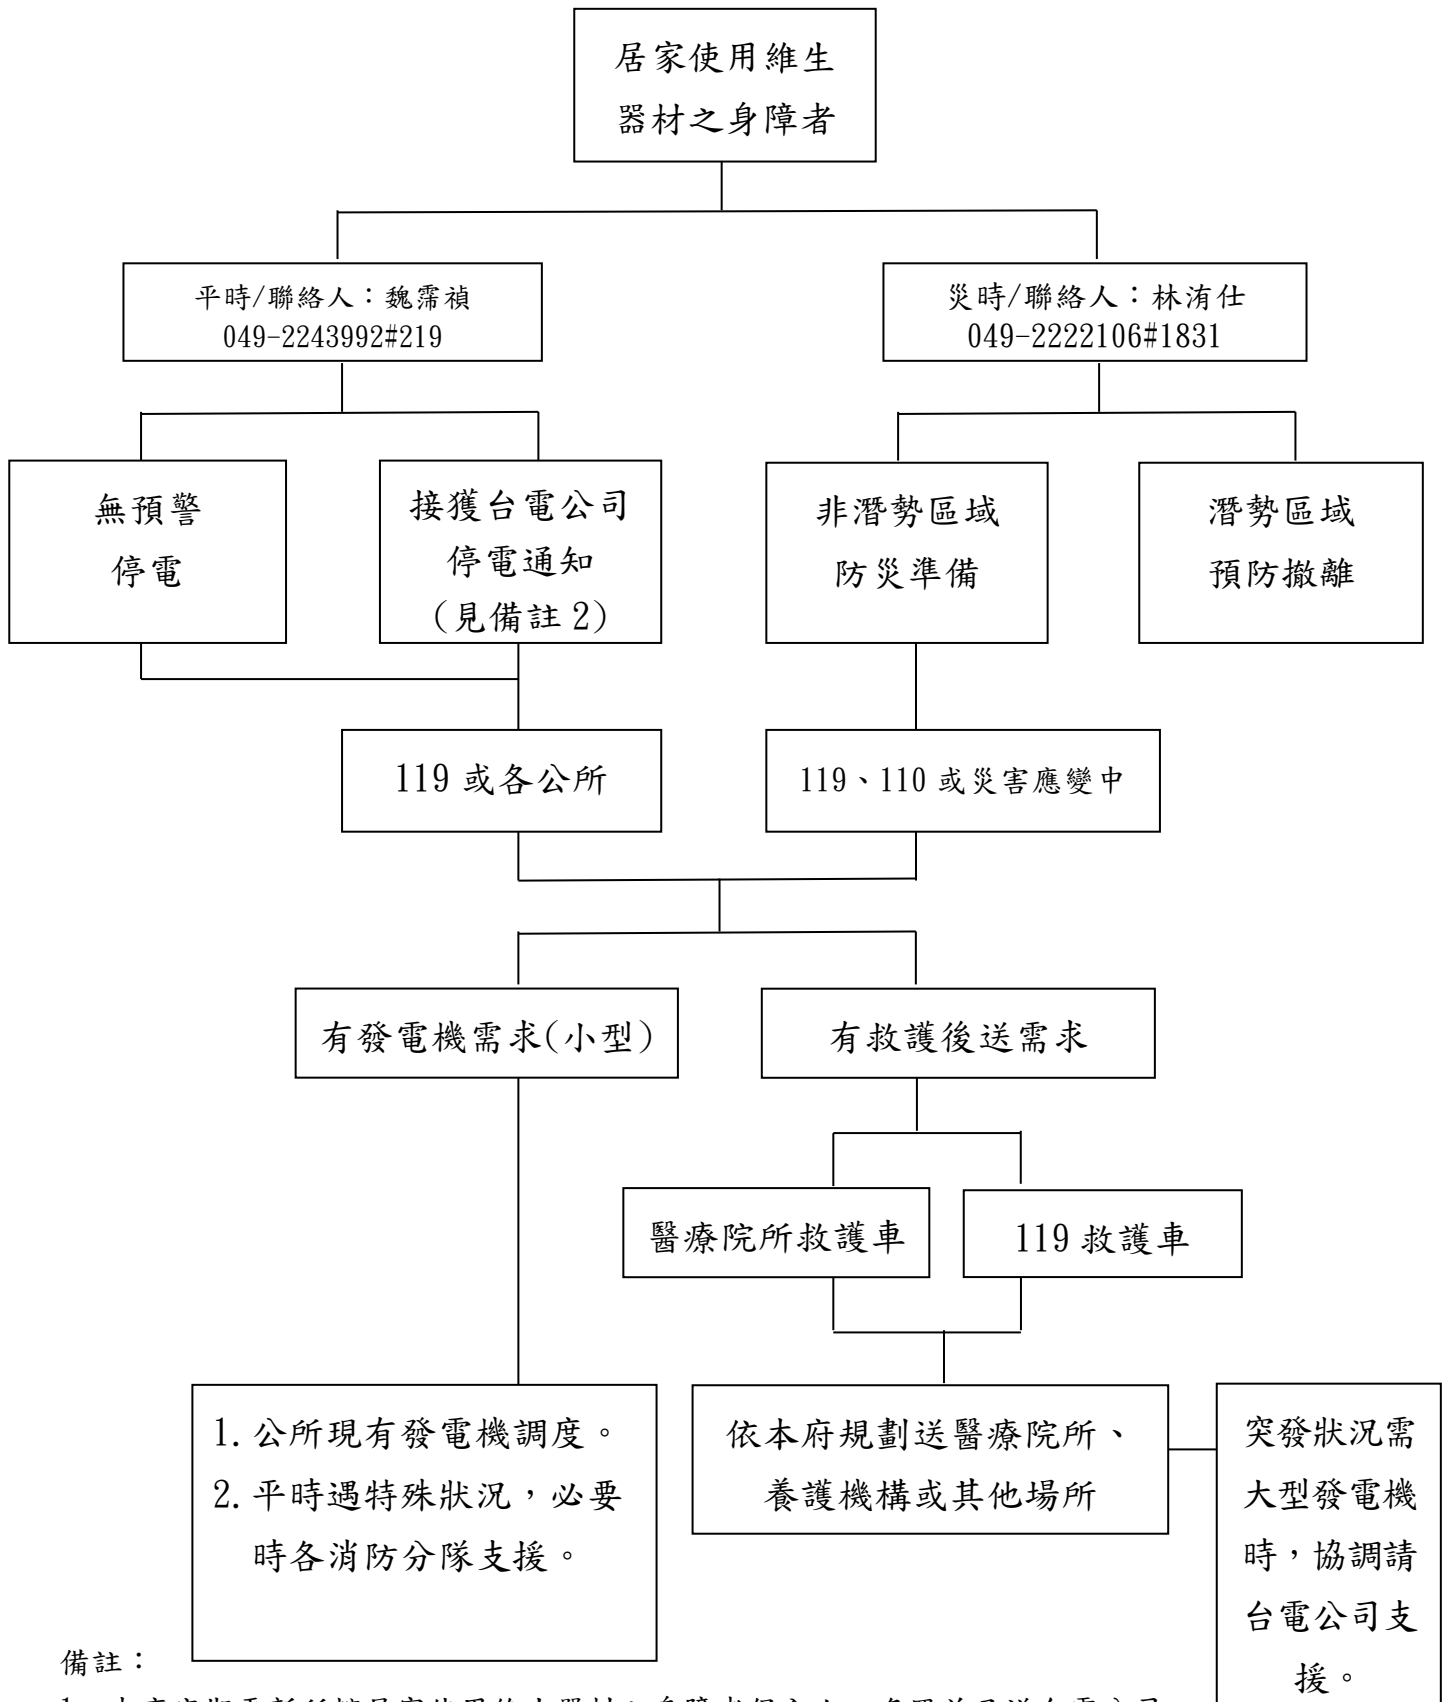 居家使用維生
器材之身障者
平時/聯絡人：魏霈禎
049-2243992#219
災時/聯絡人：林洧仕
049-2222106#1831
無預警
停電
接獲台電公司
停電通知
(見備註 2)
非潛勢區域
防災準備
潛勢區域
預防撤離
119 或各公所
119、110 或災害應變中
有發電機需求(小型)
有救護後送需求
醫療院所救護車
119 救護車
1. 公所現有發電機調度。
2. 平時遇特殊狀況，必要
時各消防分隊支援。
依本府規劃送醫療院所、
養護機構或其他場所
突發狀況需
大型發電機
時，協調請
台電公司支
援。
備註：